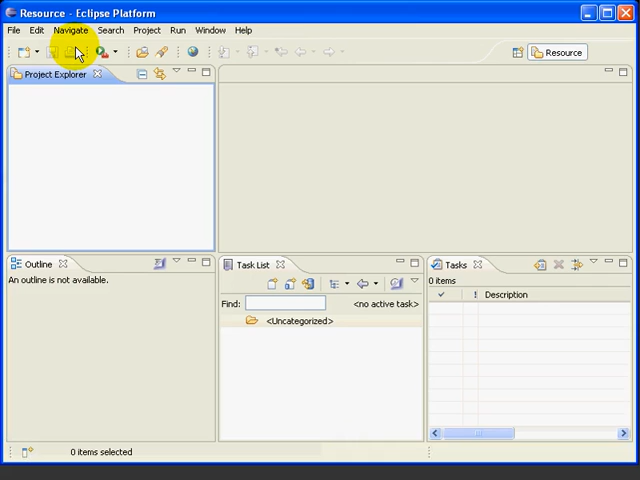 Resource - Eclipse Platform
File Edit Navigate Search Project Run Window Help
Resource
Project Explorer
Outline
An outline is not available.
Task List
Find: <no active task>
<Uncategorized>
Tasks
0 items
! Description
0 items selected